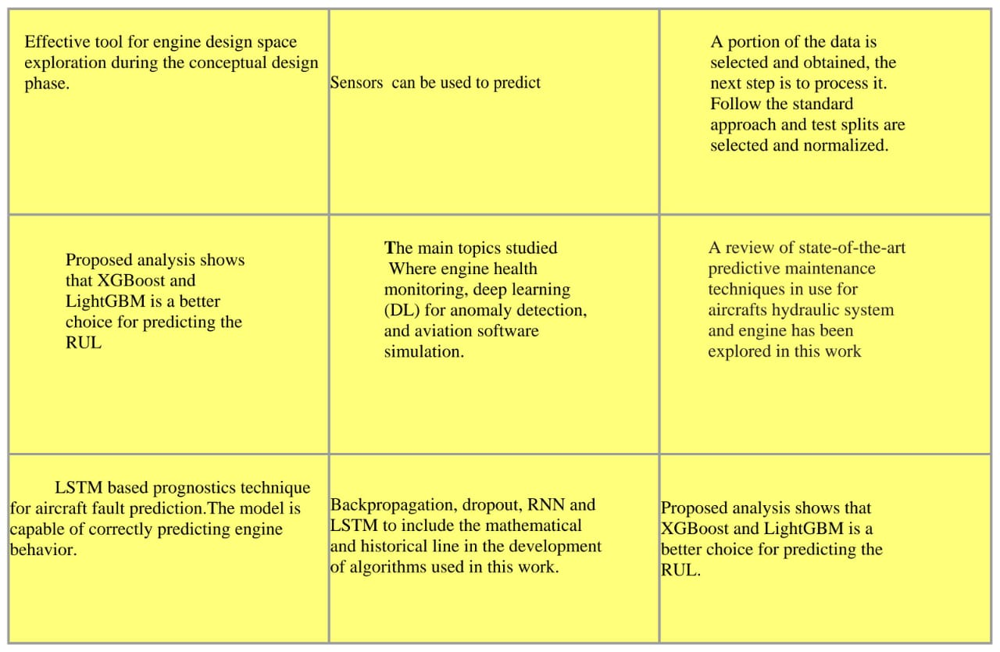 Effective tool for engine design space
exploration during the conceptual design
phase.
Sensors  can be used to predict
A portion of the data is
selected and obtained, the
next step is to process it.
Follow the standard
approach and test splits are
selected and normalized.
Proposed analysis shows
that XGBoost and
LightGBM is a better
choice for predicting the
RUL
The main topics studied
Where engine health
monitoring, deep learning
(DL) for anomaly detection,
and aviation software
simulation.
A review of state-of-the-art
predictive maintenance
techniques in use for
aircrafts hydraulic system
and engine has been
explored in this work
LSTM based prognostics technique
for aircraft fault prediction.The model is
capable of correctly predicting engine
behavior.
Backpropagation, dropout, RNN and
LSTM to include the mathematical
and historical line in the development
of algorithms used in this work.
Proposed analysis shows that
XGBoost and LightGBM is a
better choice for predicting the
RUL.